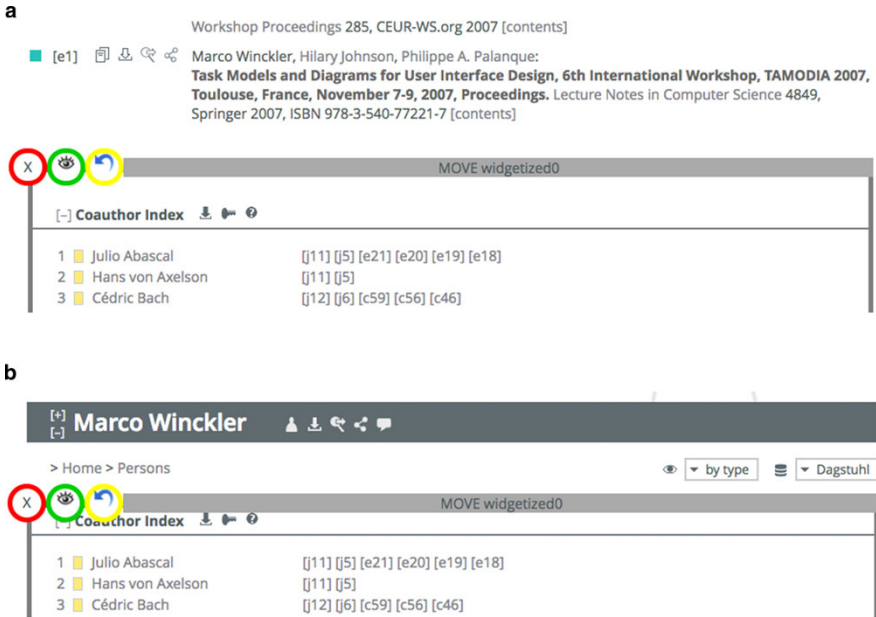 a
Workshop Proceedings 285, CEUR-WS.org 2007 [contents]
[e1] Marco Winckler, Hilary Johnson, Philippe A. Palanque:
Task Models and Diagrams for User Interface Design, 6th International Workshop, TAMODIA 2007,
Toulouse, France, November 7-9, 2007, Proceedings. Lecture Notes in Computer Science 4849,
Springer 2007, ISBN 978-3-540-77221-7 [contents]
X MOVE widgetized0
[–] Coauthor Index
1 Julio Abascal [j11] [j5] [e21] [e20] [e19] [e18]
2 Hans von Axelson [j11] [j5]
3 Cédric Bach [j12] [j6] [c59] [c56] [c46]
b
[+]
[–] Marco Winckler
> Home > Persons by type Dagstuhl
X MOVE widgetized0
[–] Coauthor Index
1 Julio Abascal [j11] [j5] [e21] [e20] [e19] [e18]
2 Hans von Axelson [j11] [j5]
3 Cédric Bach [j12] [j6] [c59] [c56] [c46]